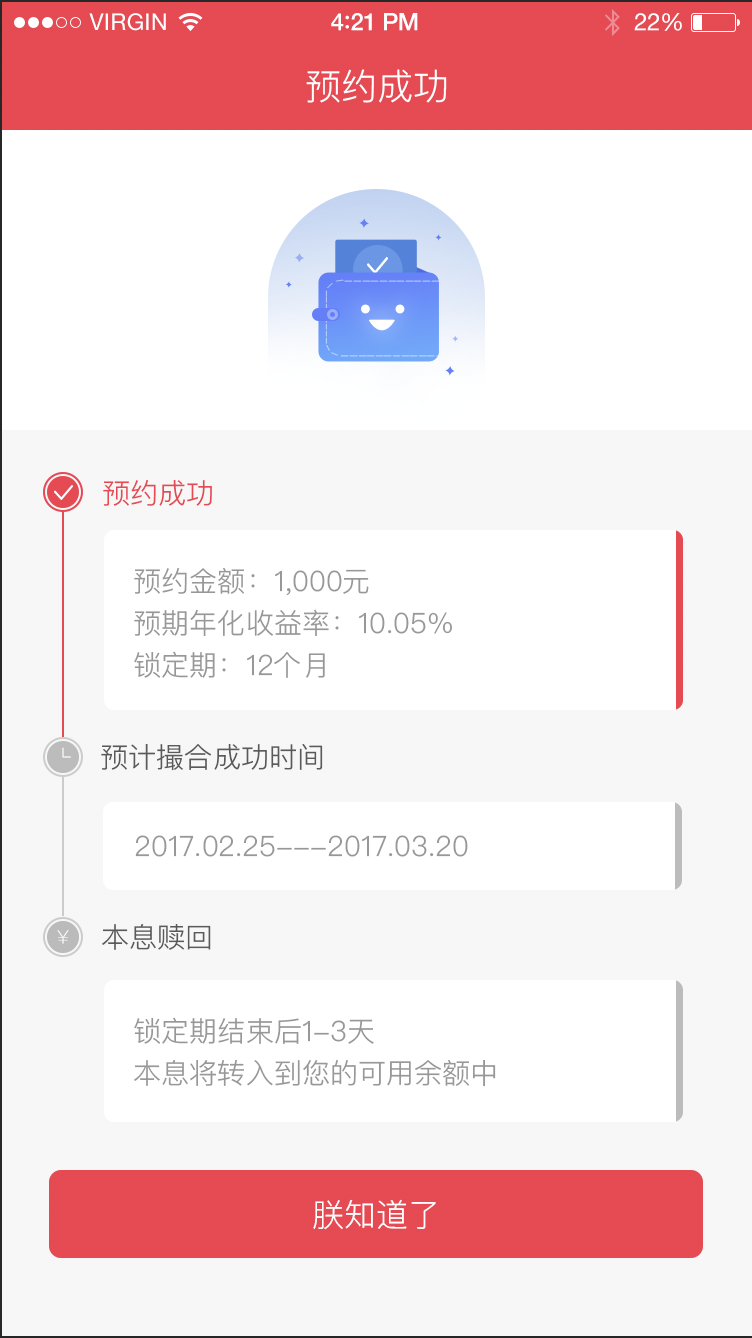 VIRGIN
4:21 PM
22%
预约成功
预约成功
预约金额：1,000元
预期年化收益率：10.05%
锁定期：12个月
预计撮合成功时间
2017.02.25---2017.03.20
¥
本息赎回
锁定期结束后1-3天
本息将转入到您的可用余额中
朕知道了